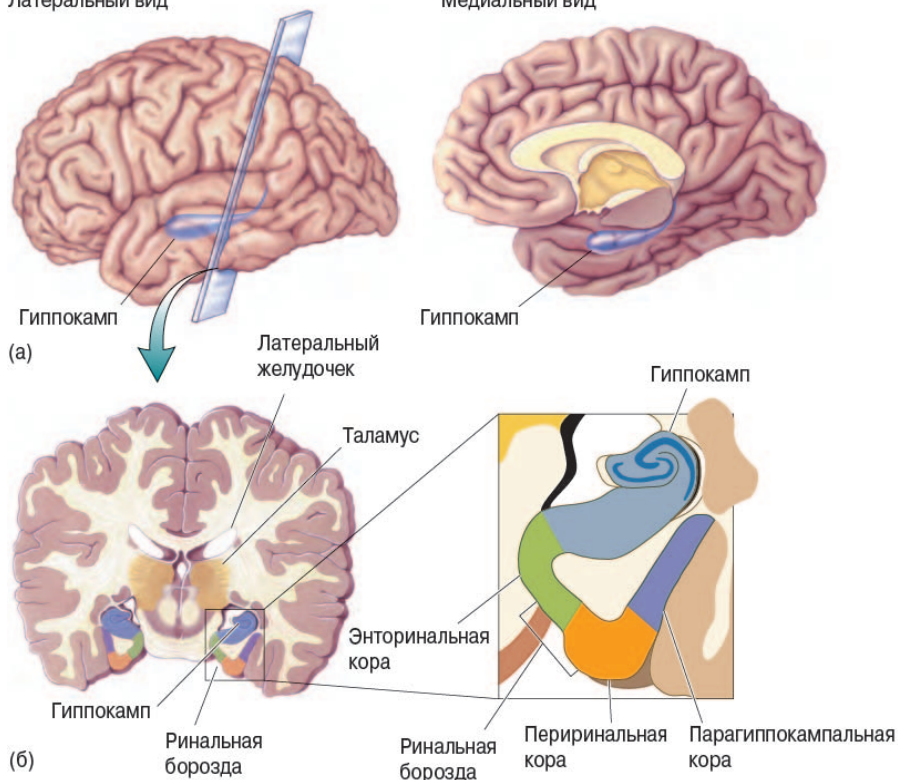 Латеральный вид
Медиальный вид
Гиппокамп
Гиппокамп
(а)
Латеральный
желудочек
Гиппокамп
Таламус
Энторинальная
кора
Гиппокамп
Ринальная
борозда
Ринальная
борозда
Периринальная
кора
Парагиппокампальная
кора
(б)